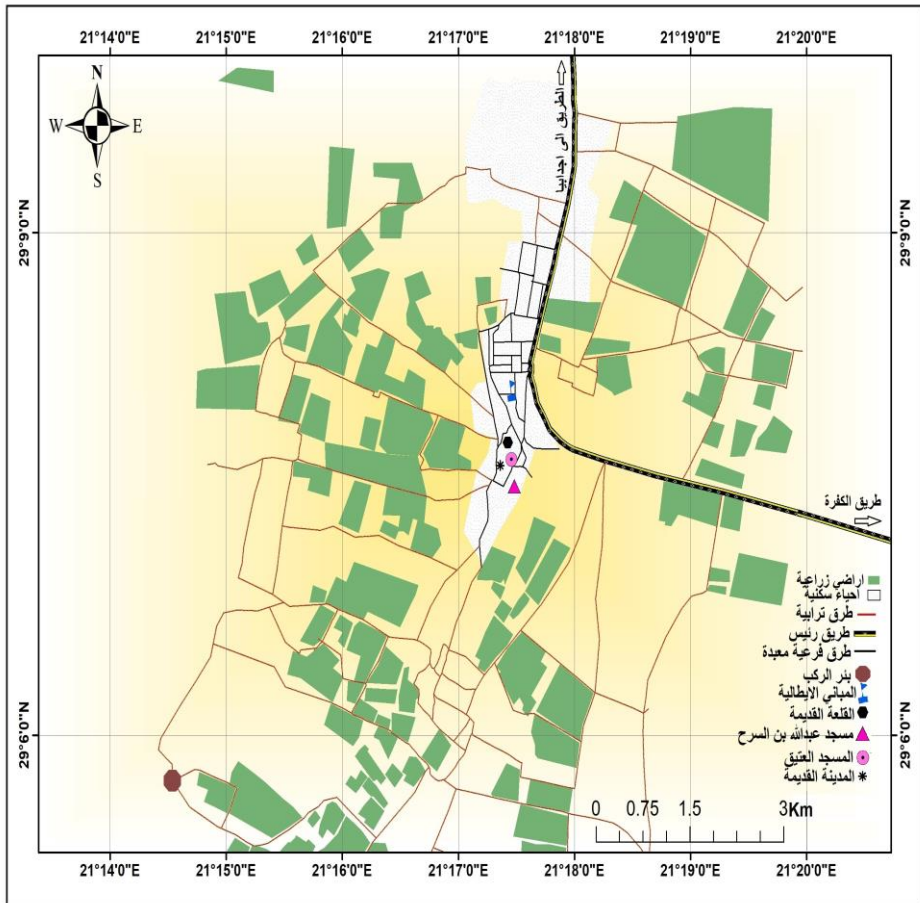 21°14'0"E 21°15'0"E 21°16'0"E 21°17'0"E 21°18'0"E 21°19'0"E 21°20'0"E
N
W E
S
الطريق الى اجدابيا
29°9'0"N 29°9'0"N
طريق الكفرة
اراضي زراعية
احياء سكنية
طرق ترابية
طريق رئيس
طرق فرعية معبدة
بئر الركب
المباني الايطالية
القلعة القديمة
مسجد عبدالله بن السرح
المسجد العتيق
المدينة القديمة
29°6'0"N 29°6'0"N
0 0.75 1.5 3Km
21°14'0"E 21°15'0"E 21°16'0"E 21°17'0"E 21°18'0"E 21°19'0"E 21°20'0"E